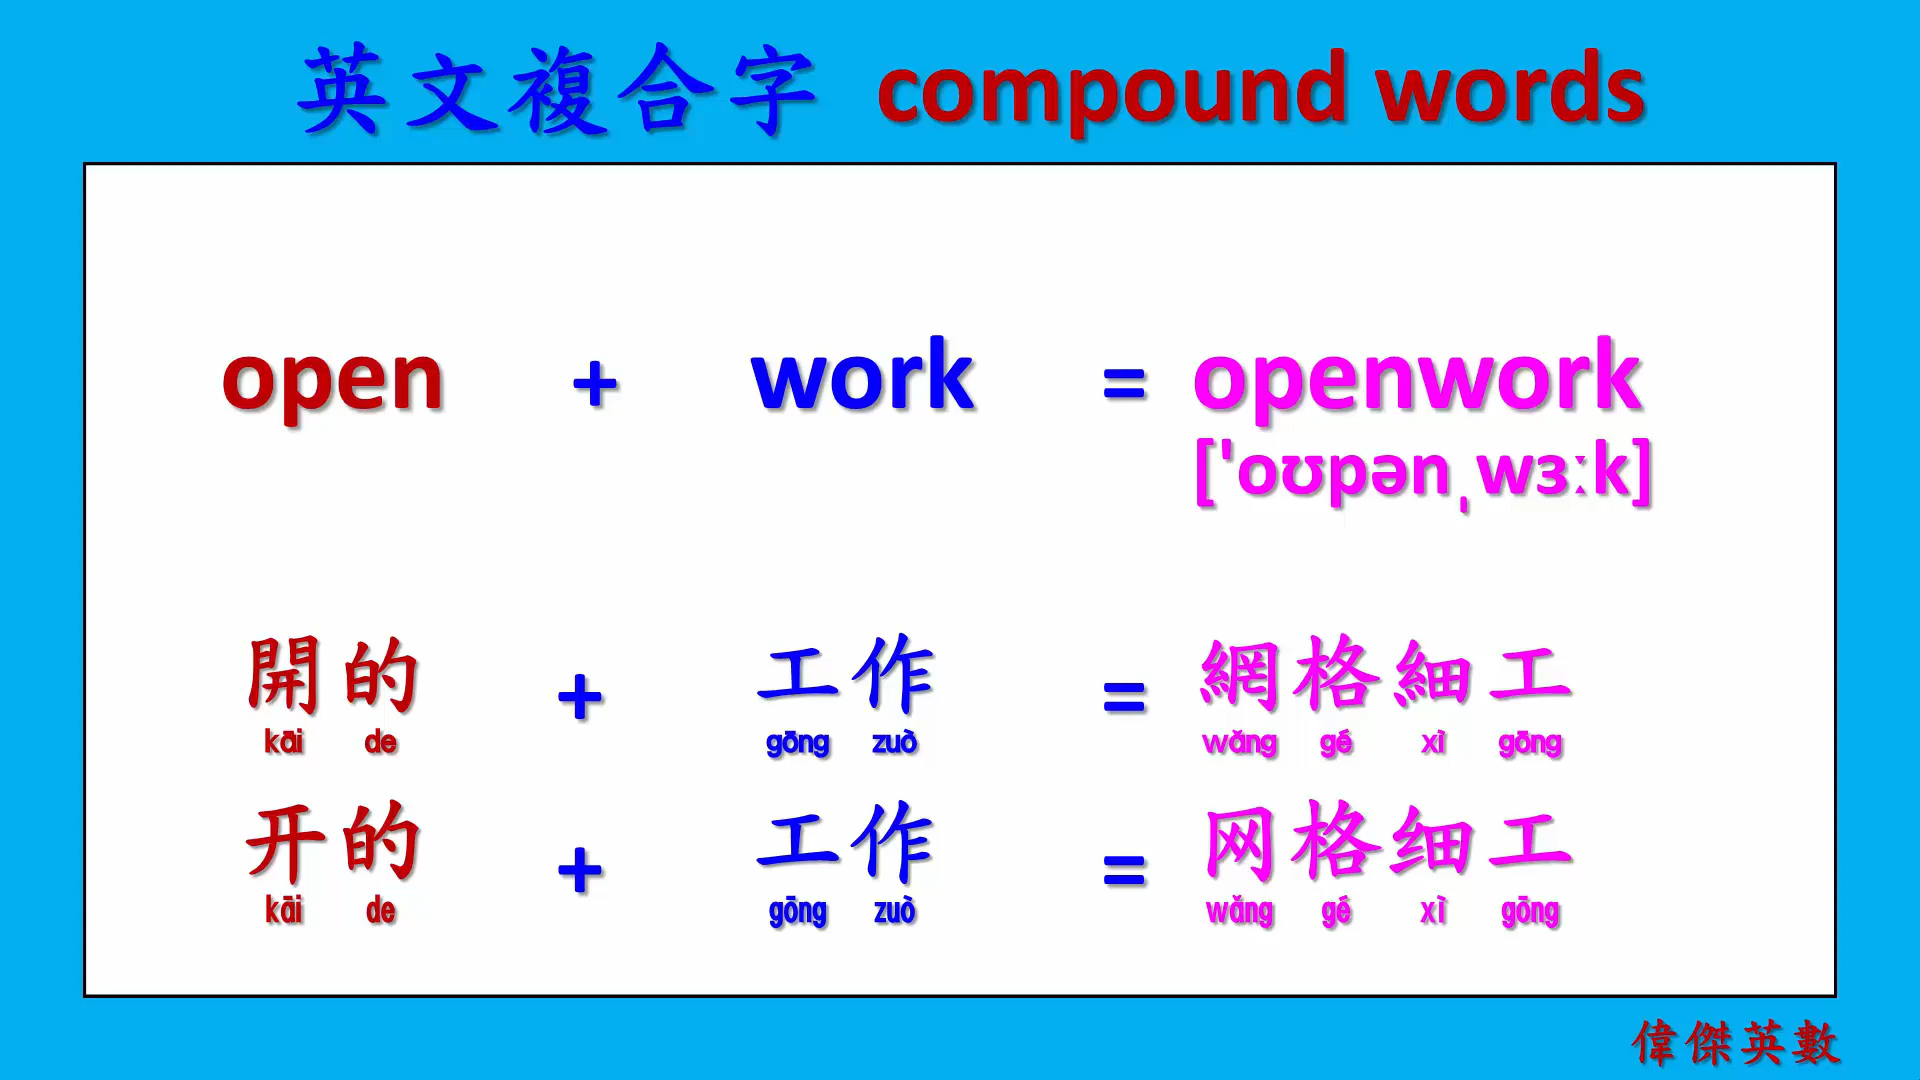 英文複合字 compound words
open + work = openwork
['oʊpənˌwɜːk]
開的 + 工作 = 網格細工
kāi de gōng zuò wǎng gé xì gōng
开的 + 工作 = 网格细工
kāi de gōng zuò wǎng gé xì gōng
偉傑英數